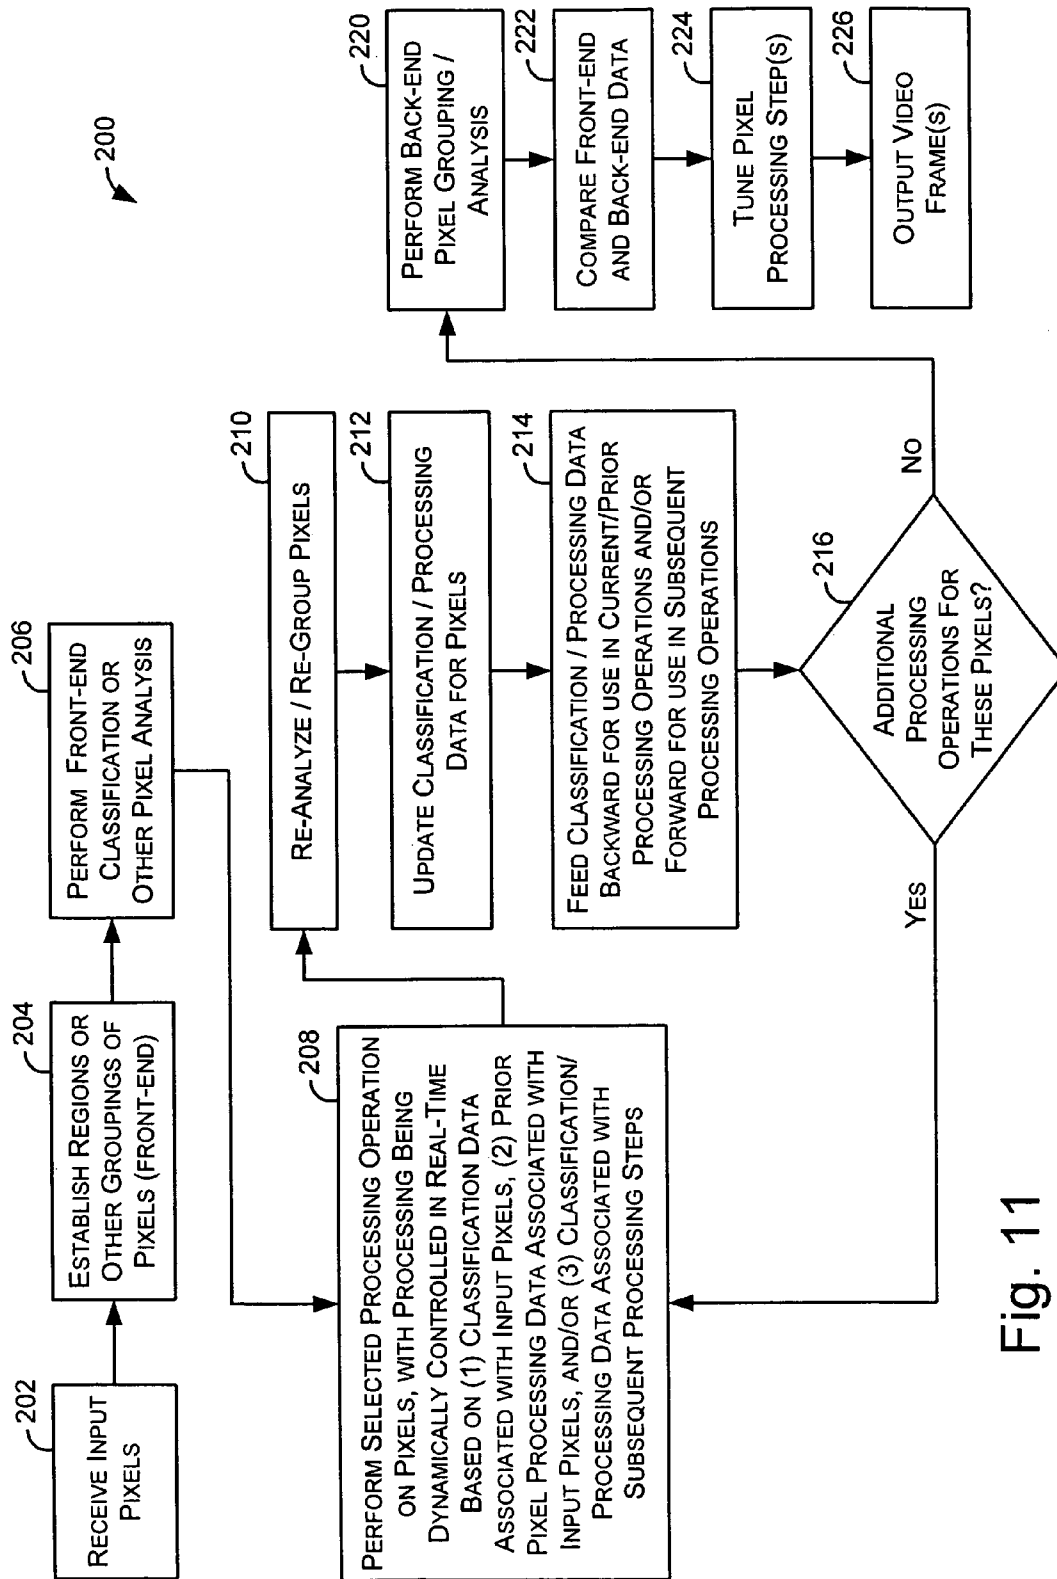 200
202
RECEIVE INPUT
PIXELS
204
ESTABLISH REGIONS OR
OTHER GROUPINGS OF
PIXELS (FRONT-END)
206
PERFORM FRONT-END
CLASSIFICATION OR
OTHER PIXEL ANALYSIS
208
PERFORM SELECTED PROCESSING OPERATION
ON PIXELS, WITH PROCESSING BEING
DYNAMICALLY CONTROLLED IN REAL-TIME
BASED ON (1) CLASSIFICATION DATA
ASSOCIATED WITH INPUT PIXELS, (2) PRIOR
PIXEL PROCESSING DATA ASSOCIATED WITH
INPUT PIXELS, AND/OR (3) CLASSIFICATION/
PROCESSING DATA ASSOCIATED WITH
SUBSEQUENT PROCESSING STEPS
210
RE-ANALYZE / RE-GROUP PIXELS
212
UPDATE CLASSIFICATION / PROCESSING
DATA FOR PIXELS
214
FEED CLASSIFICATION / PROCESSING DATA
BACKWARD FOR USE IN CURRENT/PRIOR
PROCESSING OPERATIONS AND/OR
FORWARD FOR USE IN SUBSEQUENT
PROCESSING OPERATIONS
216
ADDITIONAL
PROCESSING
OPERATIONS FOR
THESE PIXELS?
YES
NO
220
PERFORM BACK-END
PIXEL GROUPING /
ANALYSIS
222
COMPARE FRONT-END
AND BACK-END DATA
224
TUNE PIXEL
PROCESSING STEP(S)
226
OUTPUT VIDEO
FRAME(S)
Fig. 11